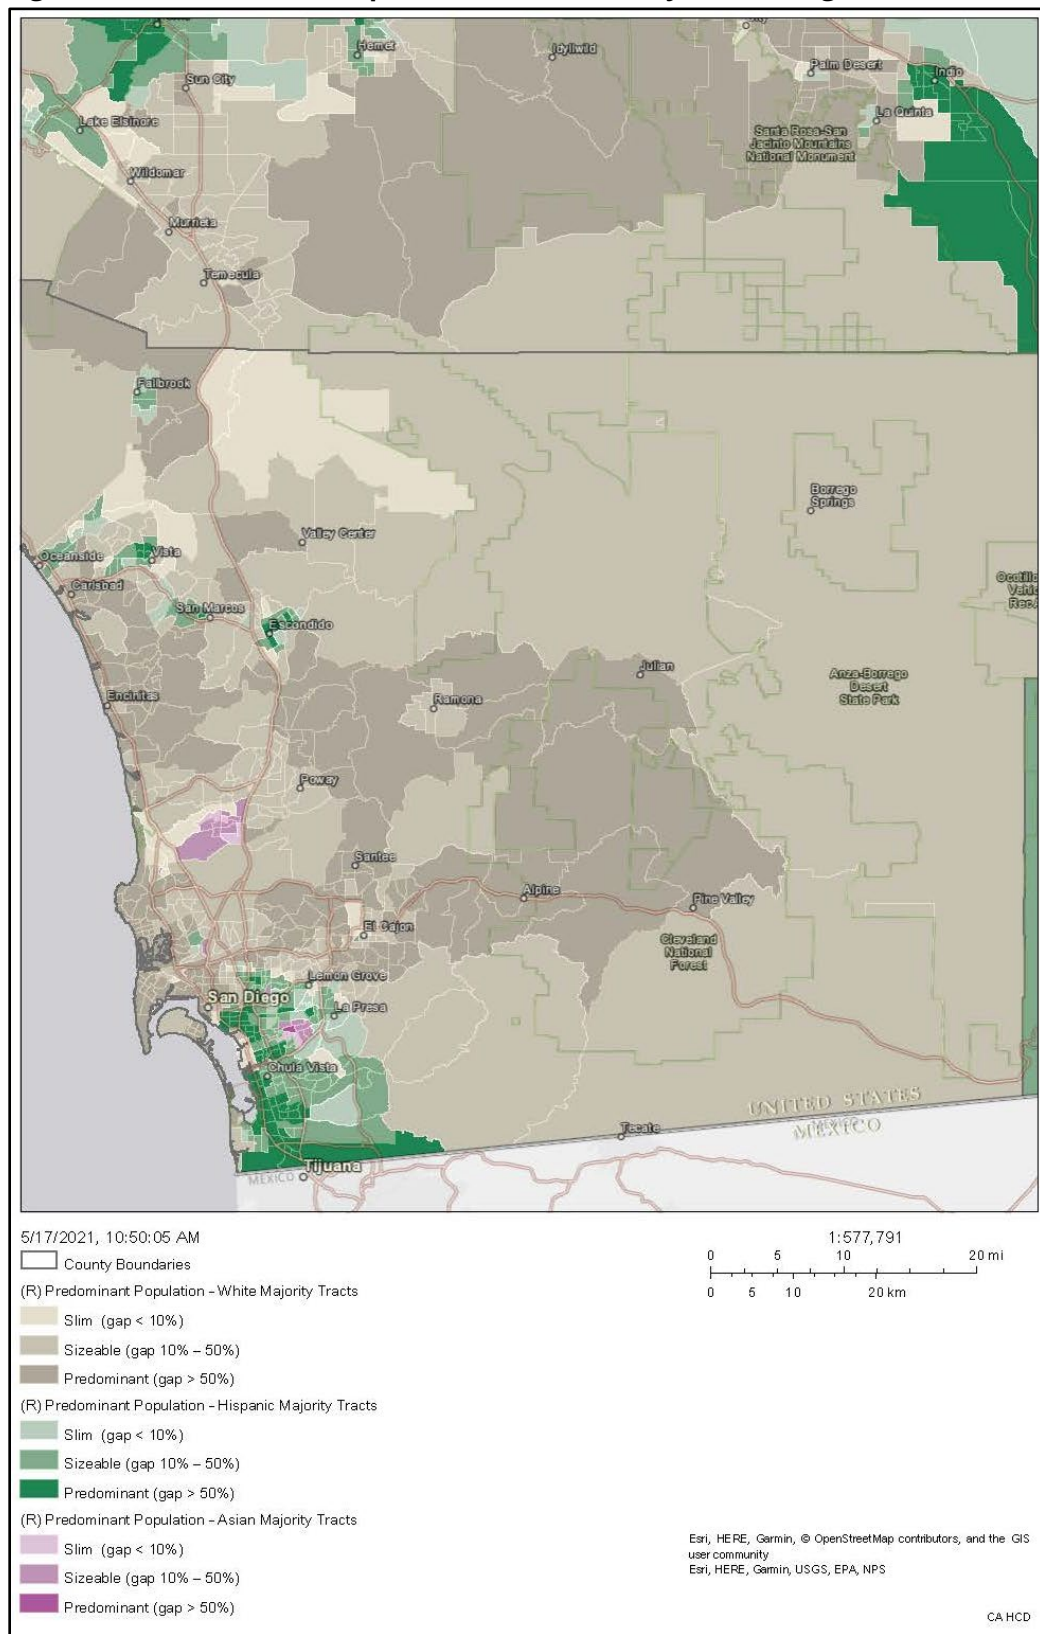 Hemet
Idyllwild
Palm Desert
Indio
Sun City
La Quinta
Lake Elsinore
Santa Rosa-San
Jacinto Mountains
National Monument
Wildomar
Murrieta
Temecula
Fallbrook
Borrego
Springs
Valley Center
Oceanside
Vista
Carlsbad
San Marcos
Escondido
Julian
Anza-Borrego
Desert
State Park
Encinitas
Ramona
Poway
Santee
Alpine
Pine Valley
El Cajon
Cleveland
National
Forest
Lemon Grove
San Diego
La Presa
Chula Vista
UNITED STATES
MEXICO
Tecate
Tijuana
MEXICO
5/17/2021, 10:50:05 AM
1:577,791
0 5 10 20 mi
0 5 10 20 km
County Boundaries
(R) Predominant Population - White Majority Tracts
Slim (gap < 10%)
Sizeable (gap 10% – 50%)
Predominant (gap > 50%)
(R) Predominant Population - Hispanic Majority Tracts
Slim (gap < 10%)
Sizeable (gap 10% – 50%)
Predominant (gap > 50%)
(R) Predominant Population - Asian Majority Tracts
Slim (gap < 10%)
Sizeable (gap 10% – 50%)
Predominant (gap > 50%)
Esri, HERE, Garmin, © OpenStreetMap contributors, and the GIS
user community
Esri, HERE, Garmin, USGS, EPA, NPS
CA HCD